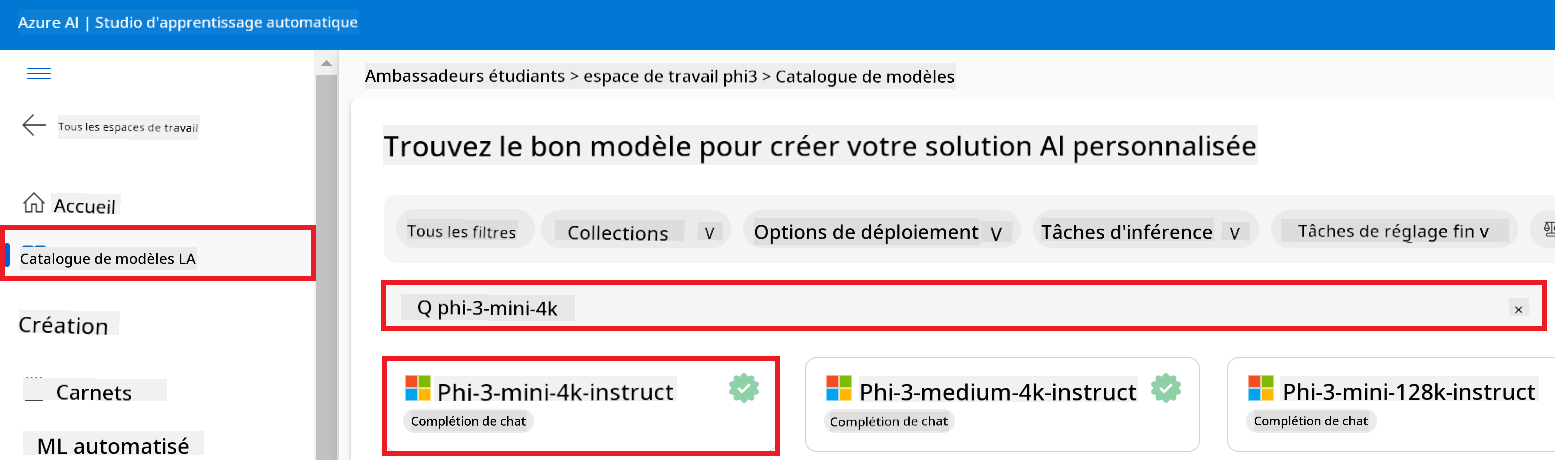 Azure AI | Studio d'apprentissage automatique
Tous les espaces de travail
Accueil
Catalogue de modèles LA
Création
Carnets
ML automatisé
Ambassadeurs étudiants > espace de travail phi3 > Catalogue de modèles
Trouvez le bon modèle pour créer votre solution AI personnalisée
Tous les filtres
Collections v
Options de déploiement v
Tâches d'inférence v
Tâches de réglage fin v
Q phi-3-mini-4k ×
Phi-3-mini-4k-instruct
Complétion de chat
Phi-3-medium-4k-instruct
Complétion de chat
Phi-3-mini-128k-instruct
Complétion de chat